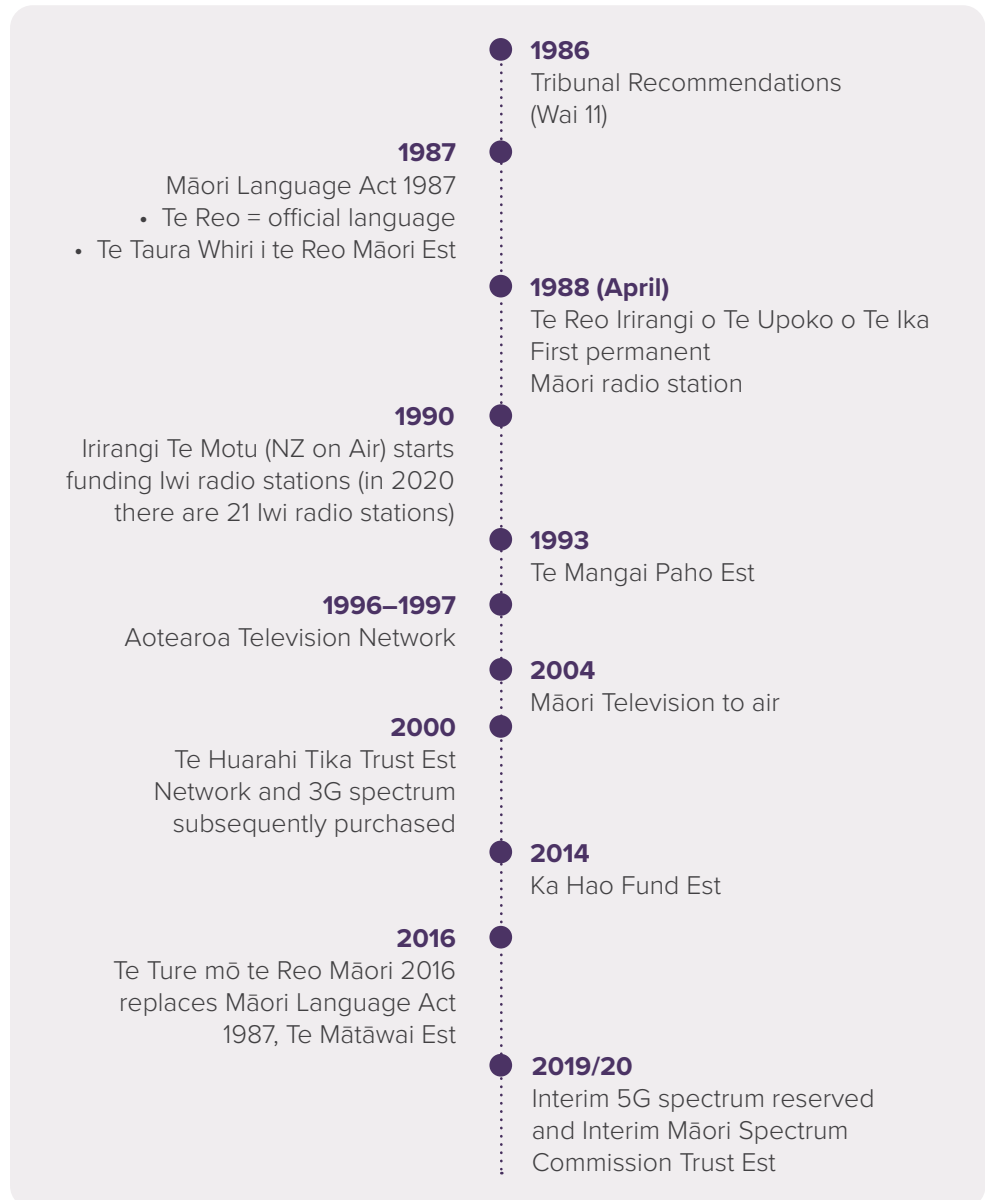 1986
Tribunal Recommendations
(Wai 11)
1987
Māori Language Act 1987
• Te Reo = official language
• Te Taura Whiri i te Reo Māori Est
1988 (April)
Te Reo Irirangi o Te Upoko o Te Ika
First permanent
Māori radio station
1990
Irirangi Te Motu (NZ on Air) starts
funding Iwi radio stations (in 2020
there are 21 Iwi radio stations)
1993
Te Mangai Paho Est
1996–1997
Aotearoa Television Network
2004
Māori Television to air
2000
Te Huarahi Tika Trust Est
Network and 3G spectrum
subsequently purchased
2014
Ka Hao Fund Est
2016
Te Ture mō te Reo Māori 2016
replaces Māori Language Act
1987, Te Mātāwai Est
2019/20
Interim 5G spectrum reserved
and Interim Māori Spectrum
Commission Trust Est